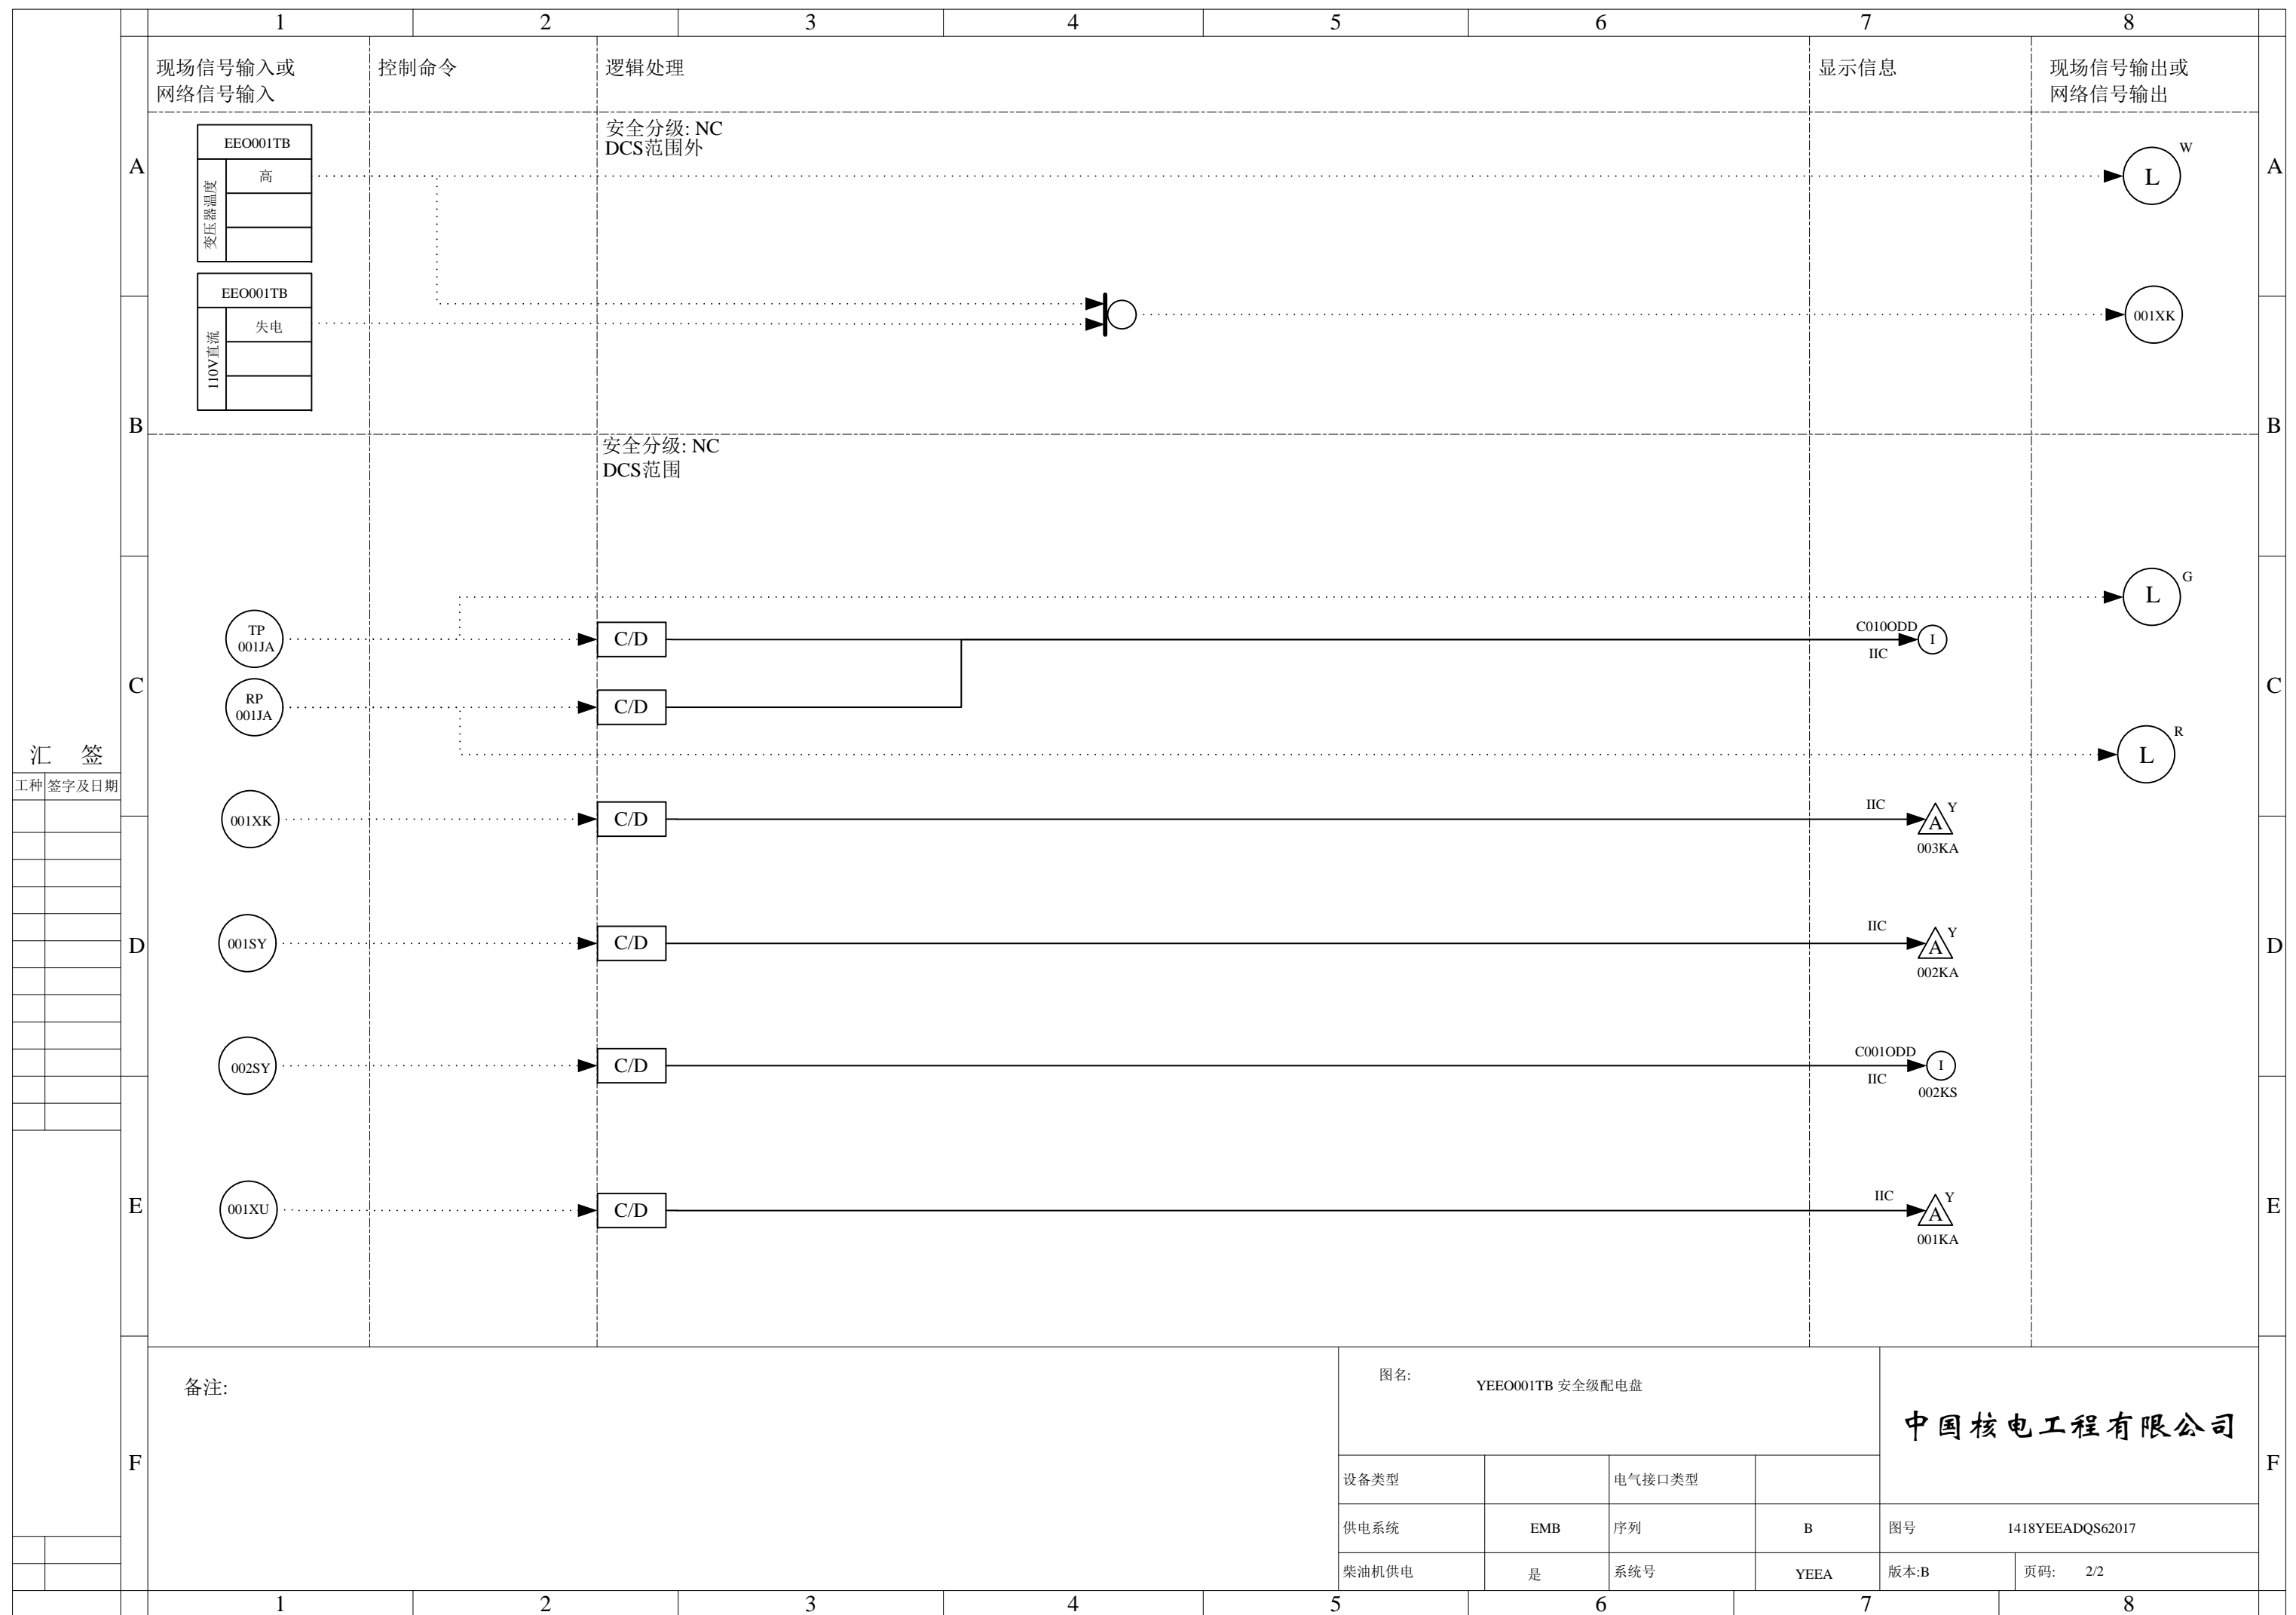 1 2 3 4 5 6 7 8
现场信号输入或
网络信号输入
控制命令
逻辑处理
显示信息
现场信号输出或
网络信号输出
安全分级: NC
DCS范围外
A
A
EEO001TB
变压器温度
高
W
L
EEO001TB
110V直流
失电
001XK
B
B
安全分级: NC
DCS范围
G
L
TP
001JA
C/D
C010ODD
IIC
I
C
C
RP
001JA
C/D
R
L
汇 签
工种 签字及日期
001XK
C/D
IIC
A
Y
003KA
D
D
001SY
C/D
IIC
A
Y
002KA
002SY
C/D
C001ODD
IIC
I
002KS
E
E
001XU
C/D
IIC
A
Y
001KA
备注:
图名:
YEEO001TB 安全级配电盘
中国核电工程有限公司
F
F
设备类型
电气接口类型
供电系统 EMB 序列 B 图号 1418YEEADQS62017
柴油机供电 是 系统号 YEEA 版本:B 页码: 2/2
1 2 3 4 5 6 7 8